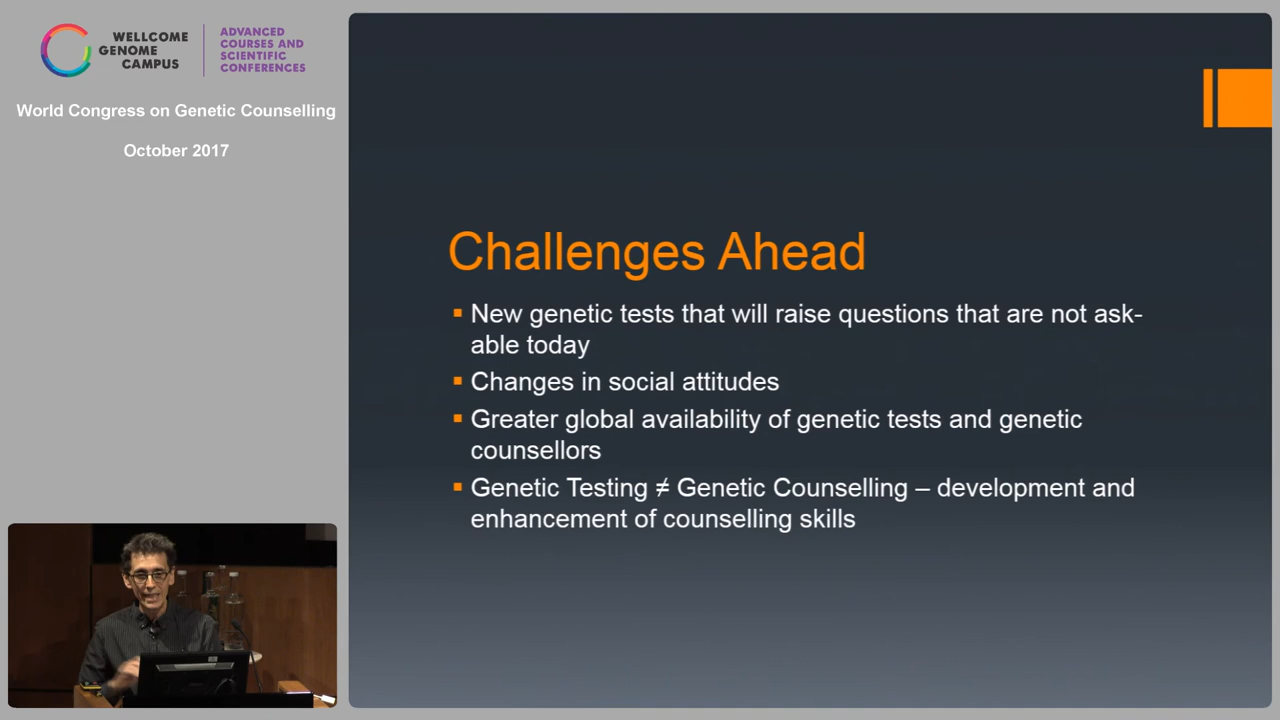 WELLCOME
GENOME
CAMPUS
ADVANCED
COURSES AND
SCIENTIFIC
CONFERENCES
World Congress on Genetic Counselling
October 2017
Challenges Ahead
New genetic tests that will raise questions that are not ask-
able today
Changes in social attitudes
Greater global availability of genetic tests and genetic
counsellors
Genetic Testing ≠ Genetic Counselling – development and
enhancement of counselling skills